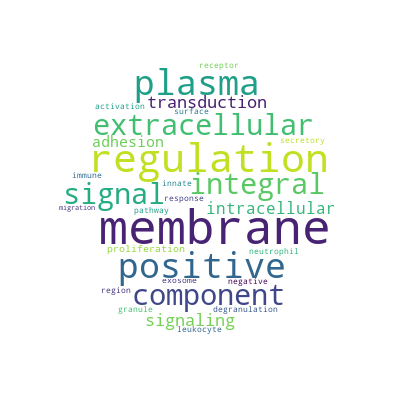 receptor
plasma
transduction
activation
surface
extracellular
adhesion
secretory
regulation
immune
innate
integral
signal
response
migration
pathway
intracellular
membrane
proliferation
neutrophil
positive
exosome
negative
region
component
granule
degranulation
signaling
leukocyte